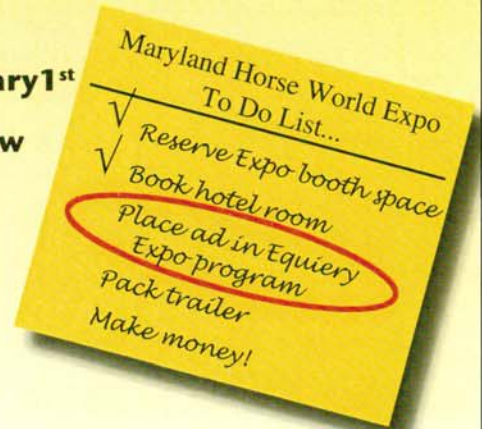 ary1st
w
Maryland Horse World Expo
To Do List...
√ Reserve Expo booth space
√ Book hotel room
Place ad in Equiery
Expo program
Pack trailer
Make money!